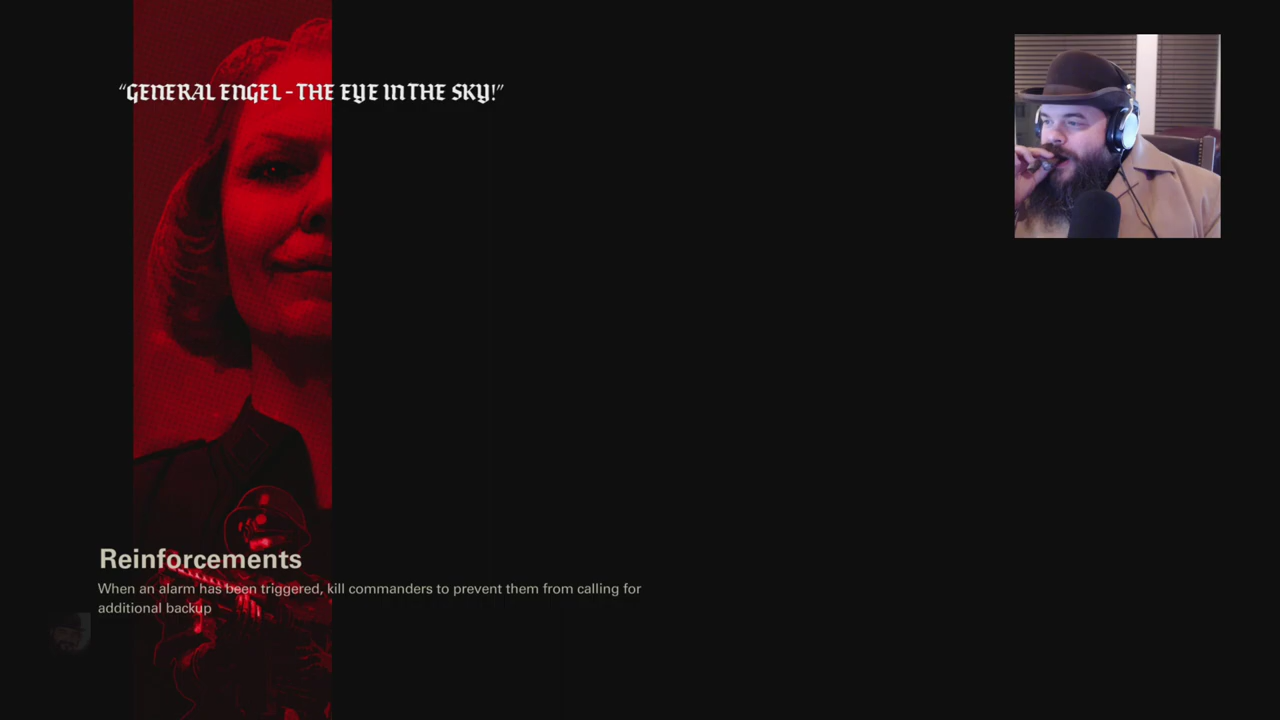 “GENERAL ENGEL - THE EYE IN THE SKY!”
Reinforcements
When an alarm has been triggered, kill commanders to prevent them from calling for
additional backup